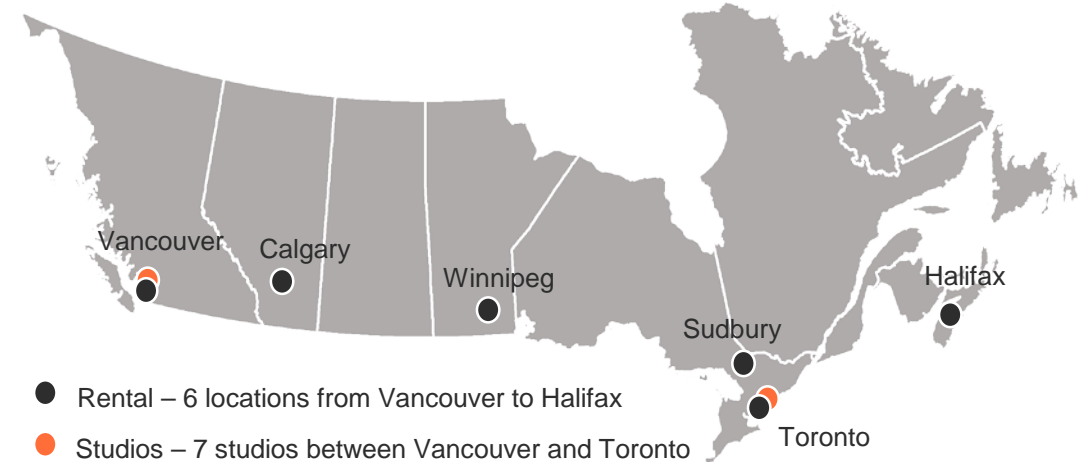 Vancouver
Calgary
Winnipeg
Halifax
Sudbury
Rental – 6 locations from Vancouver to Halifax
Toronto
Studios – 7 studios between Vancouver and Toronto